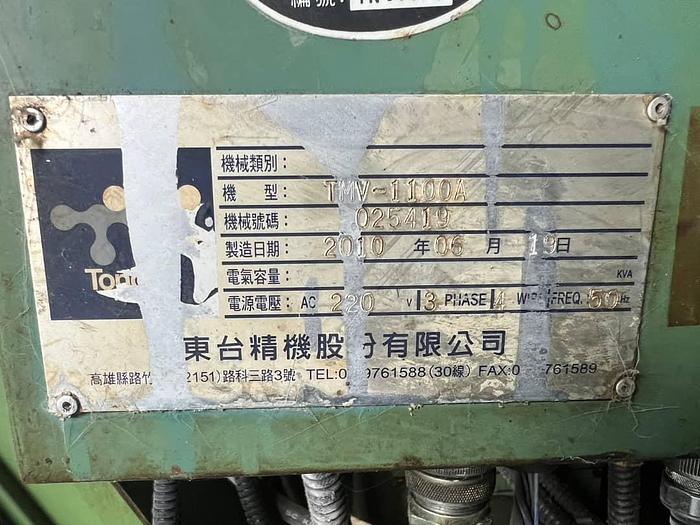 編號:
機械類別:
機 型: TMV-1100A
機械號碼: 025419
製造日期: 2010 年 06 月 19 日
電氣容量: KVA
電源電壓: AC 220 V 3 PHASE 4 WIRE FREQ. 50 Hz
東台精機股份有限公司
高雄縣路竹 2151)路科三路3號 TEL:0 9761588(30線) FAX:0 761589